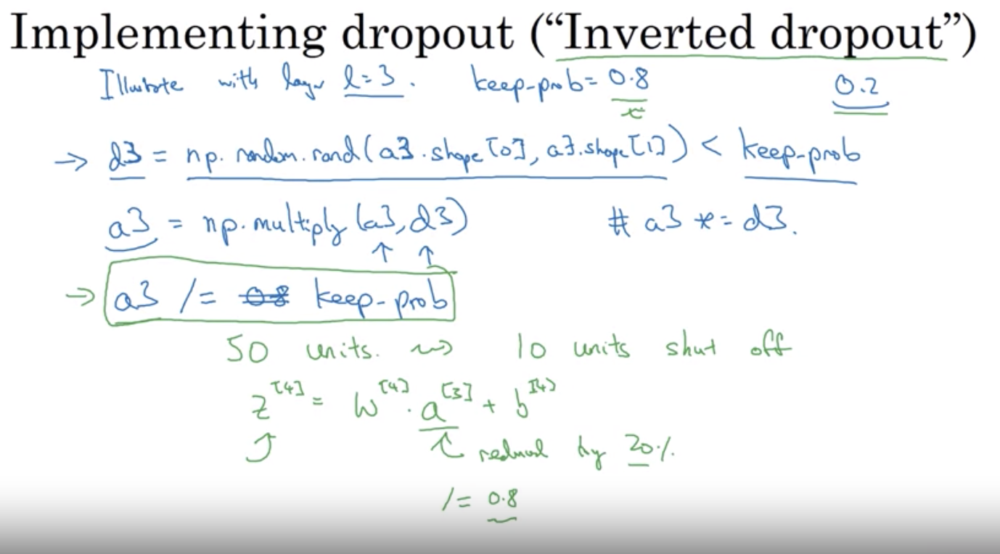 Implementing dropout (“Inverted dropout”)
Illustrate with layer l=3. keep-prob= 0.8 0.2
→ d3 = np.random.rand(a3.shape[0], a3.shape[1]) < keep-prob
a3 = np.multiply(a3, d3) # a3 *= d3.
→ a3 /= 0.8 keep-prob
50 units. ⇝ 10 units shut off
z^[4] = W^[4] · a^[3] + b^[4]
reduced by 20%
/= 0.8